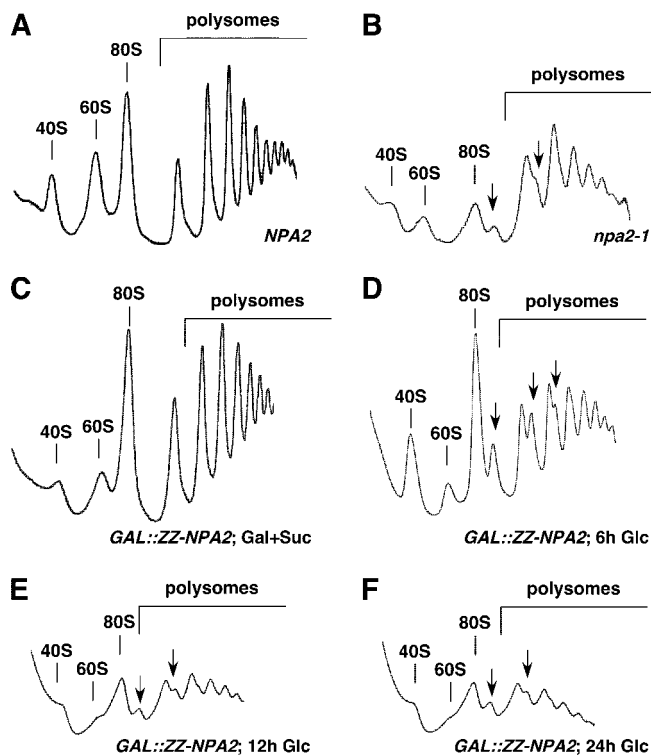 A
polysomes
80S
60S
40S
NPA2
B
polysomes
80S
40S
60S
npa2-1
C
polysomes
80S
60S
40S
GAL::ZZ-NPA2; Gal+Suc
D
80S
polysomes
40S
60S
GAL::ZZ-NPA2; 6h Glc
E
polysomes
80S
40S
60S
GAL::ZZ-NPA2; 12h Glc
F
polysomes
80S
40S
60S
GAL::ZZ-NPA2; 24h Glc